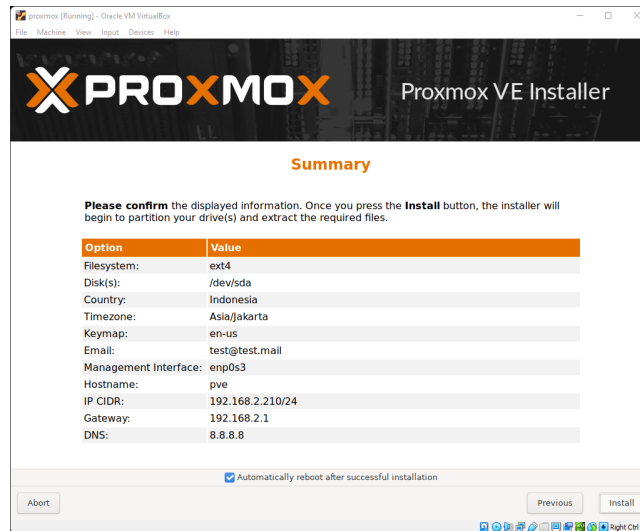 proxmox [Running] - Oracle VM VirtualBox
File Machine View Input Devices Help
PROXMOX
Proxmox VE Installer
Summary
Please confirm the displayed information. Once you press the Install button, the installer will
begin to partition your drive(s) and extract the required files.
Option Value
Filesystem: ext4
Disk(s): /dev/sda
Country: Indonesia
Timezone: Asia/Jakarta
Keymap: en-us
Email: test@test.mail
Management Interface: enp0s3
Hostname: pve
IP CIDR: 192.168.2.210/24
Gateway: 192.168.2.1
DNS: 8.8.8.8
Automatically reboot after successful installation
Abort Previous Install
Right Ctrl